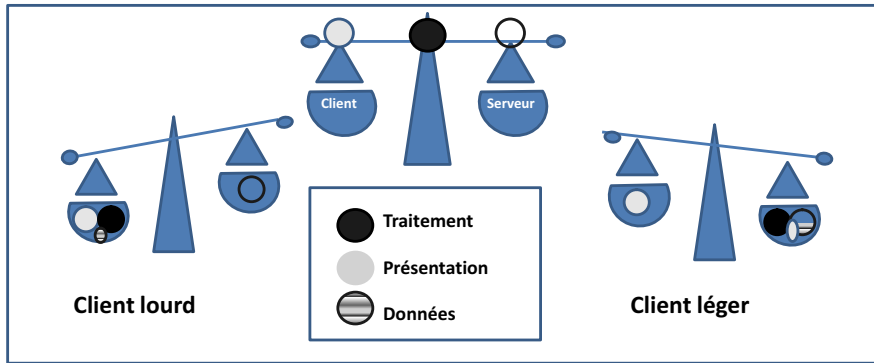 Client
Serveur
Traitement
Présentation
Données
Client lourd
Client léger